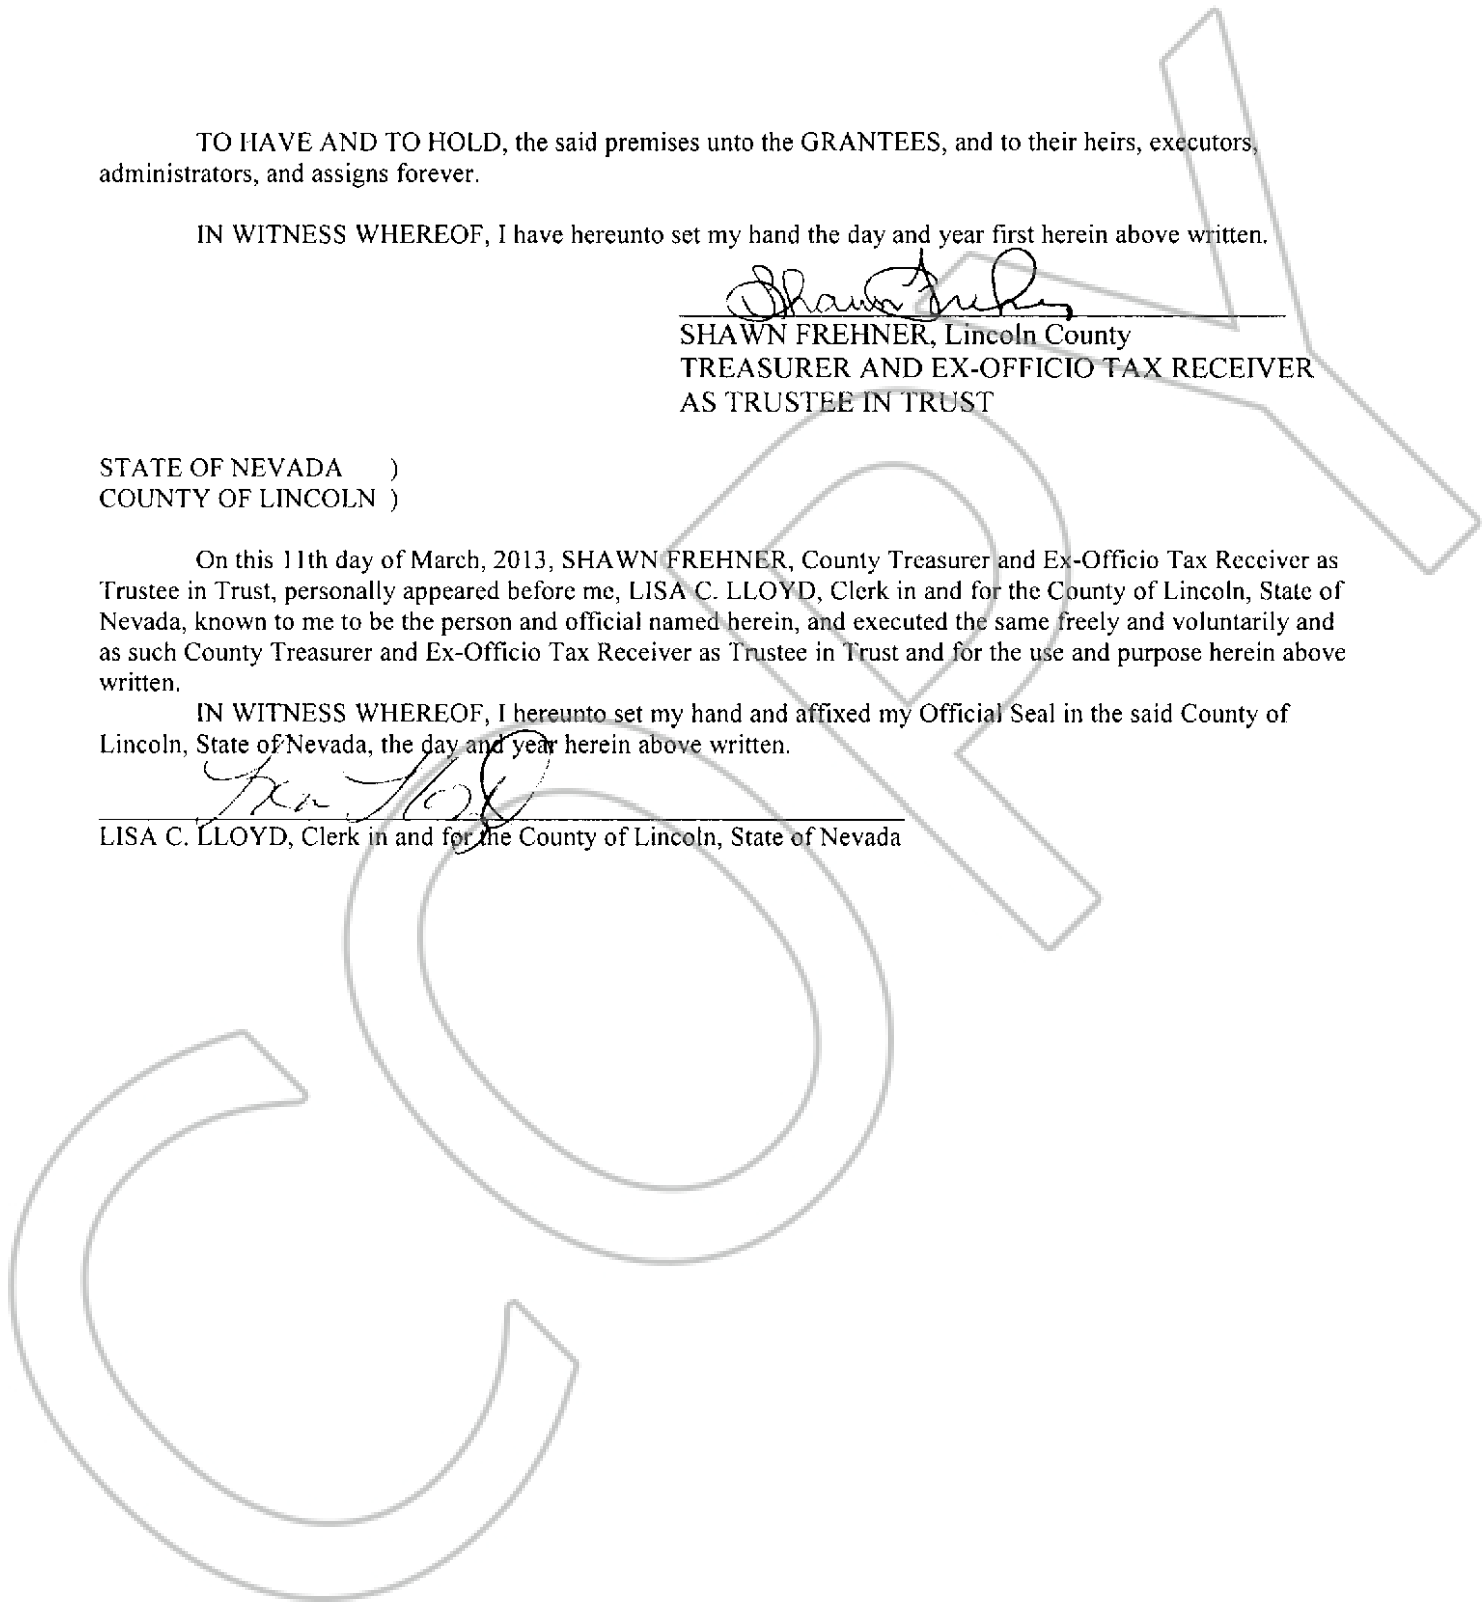 TO HAVE AND TO HOLD, the said premises unto the GRANTEES, and to their heirs, executors,
administrators, and assigns forever.
IN WITNESS WHEREOF, I have hereunto set my hand the day and year first herein above written.
Shawn Frehner
SHAWN FREHNER, Lincoln County
TREASURER AND EX-OFFICIO TAX RECEIVER
AS TRUSTEE IN TRUST
STATE OF NEVADA )
COUNTY OF LINCOLN )
On this 11th day of March, 2013, SHAWN FREHNER, County Treasurer and Ex-Officio Tax Receiver as
Trustee in Trust, personally appeared before me, LISA C. LLOYD, Clerk in and for the County of Lincoln, State of
Nevada, known to me to be the person and official named herein, and executed the same freely and voluntarily and
as such County Treasurer and Ex-Officio Tax Receiver as Trustee in Trust and for the use and purpose herein above
written.
IN WITNESS WHEREOF, I hereunto set my hand and affixed my Official Seal in the said County of
Lincoln, State of Nevada, the day and year herein above written.
Lisa Lloyd
LISA C. LLOYD, Clerk in and for the County of Lincoln, State of Nevada
COPY